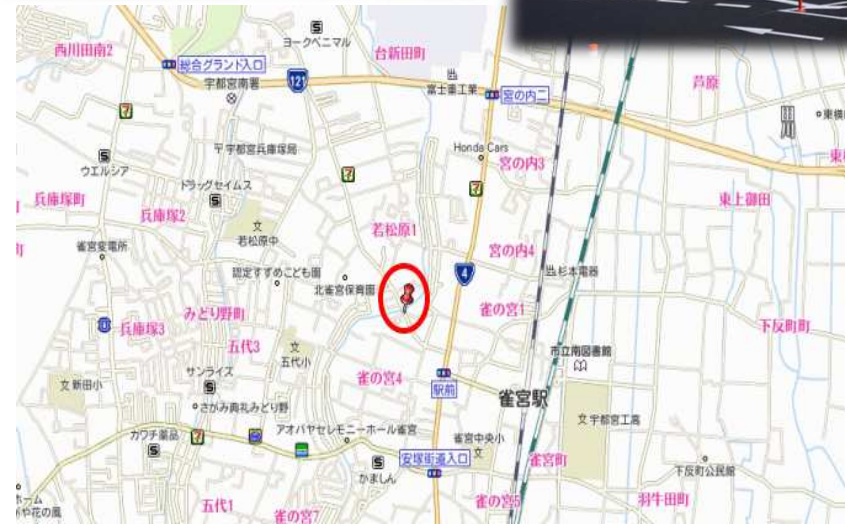 ヨークベニマル
西川田南2
台新田町
総合グランド入口
宇都宮南署
121
富士重工業
宮の内二
芦原
田川
Honda Cars
宮の内3
〒宇都宮兵庫塚局
ウエルシア
ドラッグセイムス
兵庫塚町
兵庫塚2
東上御田
若松原1
文
若松原中
宮の内4
雀宮変電所
認定すずめこども園
北雀宮保育園
4
杉本電器
みどり野町
雀の宮1
下反町町
兵庫塚3
五代3
文
五代小
市立南図書館
サンライズ
雀の宮4
駅前
雀宮駅
文 新田小
さがみ典礼みどり野
文 宇都宮工高
カワチ薬品
アオバヤセレモニーホール雀宮
雀宮中央小
文
安塚街道入口
雀宮町
かましん
下反町公民館
五代1
雀の宮5
羽牛田町
雀の宮7